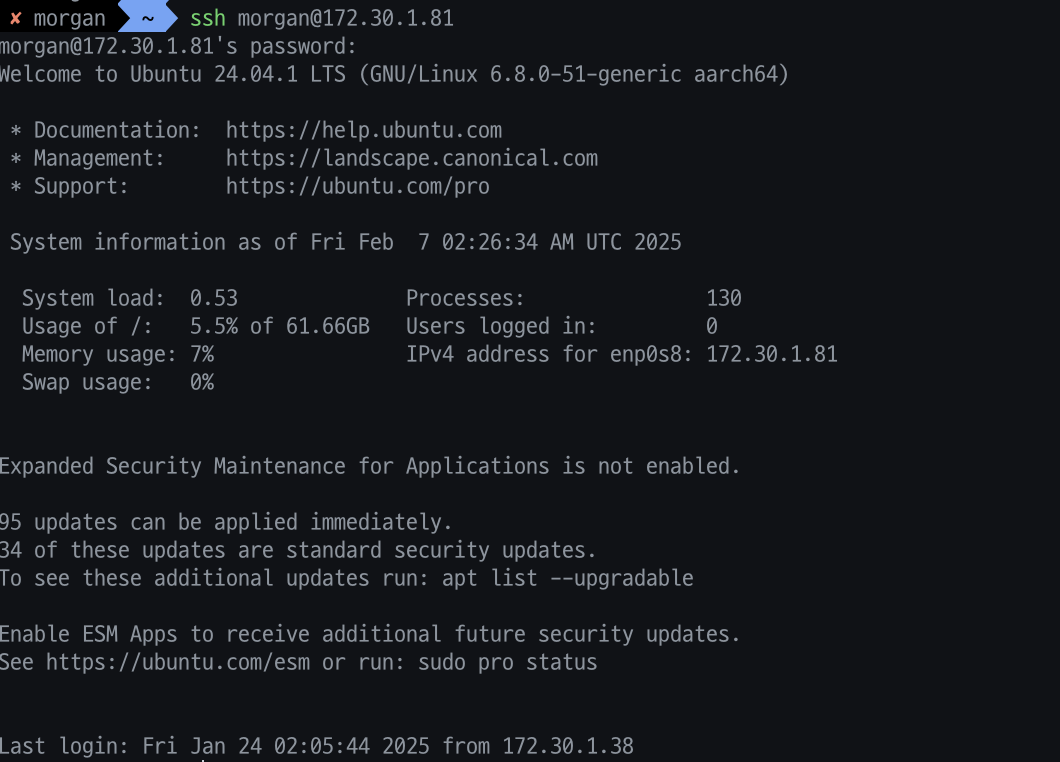 ✘ morgan ~ ssh morgan@172.30.1.81
morgan@172.30.1.81's password:
Welcome to Ubuntu 24.04.1 LTS (GNU/Linux 6.8.0-51-generic aarch64)
* Documentation:  https://help.ubuntu.com
* Management:     https://landscape.canonical.com
* Support:        https://ubuntu.com/pro
System information as of Fri Feb  7 02:26:34 AM UTC 2025
System load:  0.53              Processes:               130
Usage of /:   5.5% of 61.66GB   Users logged in:         0
Memory usage: 7%                IPv4 address for enp0s8: 172.30.1.81
Swap usage:   0%
Expanded Security Maintenance for Applications is not enabled.
95 updates can be applied immediately.
34 of these updates are standard security updates.
To see these additional updates run: apt list --upgradable
Enable ESM Apps to receive additional future security updates.
See https://ubuntu.com/esm or run: sudo pro status
Last login: Fri Jan 24 02:05:44 2025 from 172.30.1.38